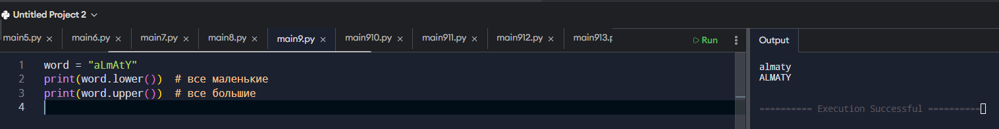 Untitled Project 2
main5.py × main6.py × main7.py × main8.py × main9.py × main910.py × main911.py × main912.py × main913.p
Run
Output
1 word = "aLmAtY"
2 print(word.lower())  # все маленькие
3 print(word.upper())  # все большие
4
almaty
ALMATY
========== Execution Successful ==========